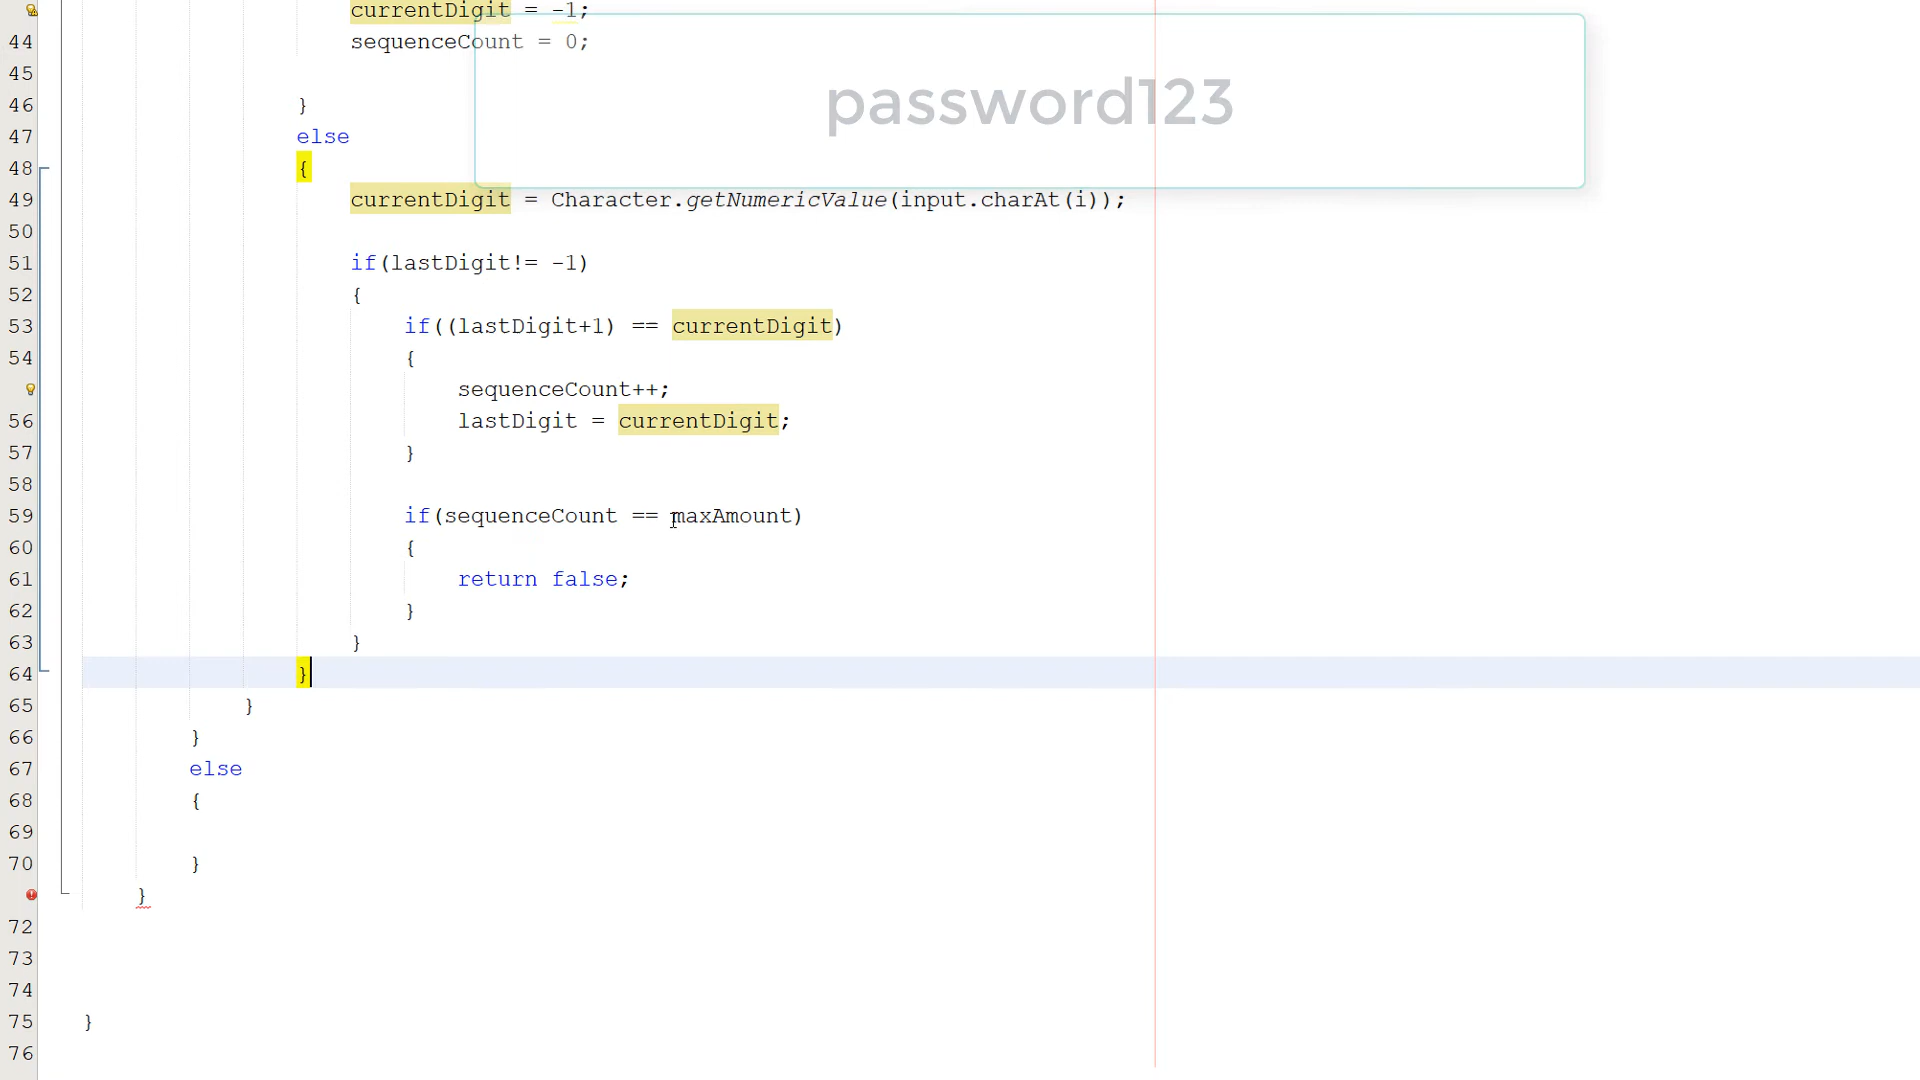 currentDigit = -1;
44 sequenceCount = 0;
password123
45
46 }
47 else
48 {
49 currentDigit = Character.getNumericValue(input.charAt(i));
50
51 if(lastDigit!= -1)
52 {
53 if((lastDigit+1) == currentDigit)
54 {
sequenceCount++;
56 lastDigit = currentDigit;
57 }
58
59 if(sequenceCount == maxAmount)
60 {
61 return false;
62 }
63 }
64 }
65 }
66 }
67 else
68 {
69
70 }
}
72
73
74
75 }
76